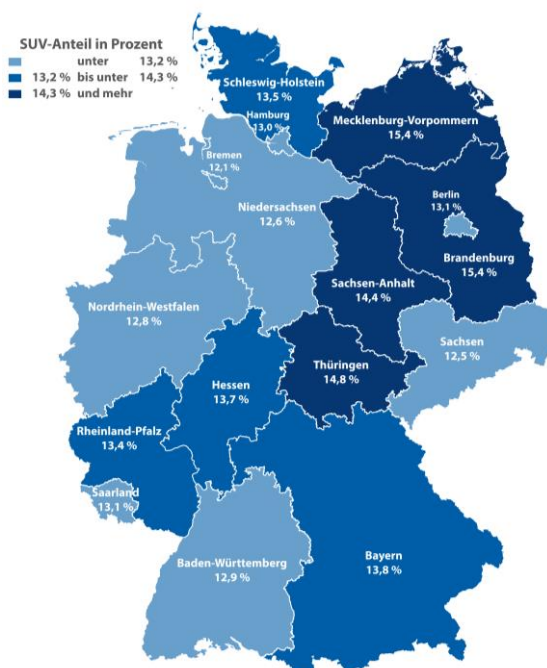 SUV-Anteil in Prozent
unter 13,2 %
13,2 % bis unter 14,3 %
14,3 % und mehr
Schleswig-Holstein
13,5 %
Hamburg
13,0 %
Mecklenburg-Vorpommern
15,4 %
Bremen
12,1 %
Berlin
13,1 %
Niedersachsen
12,6 %
Brandenburg
15,4 %
Sachsen-Anhalt
14,4 %
Nordrhein-Westfalen
12,8 %
Sachsen
12,5 %
Thüringen
14,8 %
Hessen
13,7 %
Rheinland-Pfalz
13,4 %
Saarland
13,1 %
Baden-Württemberg
12,9 %
Bayern
13,8 %